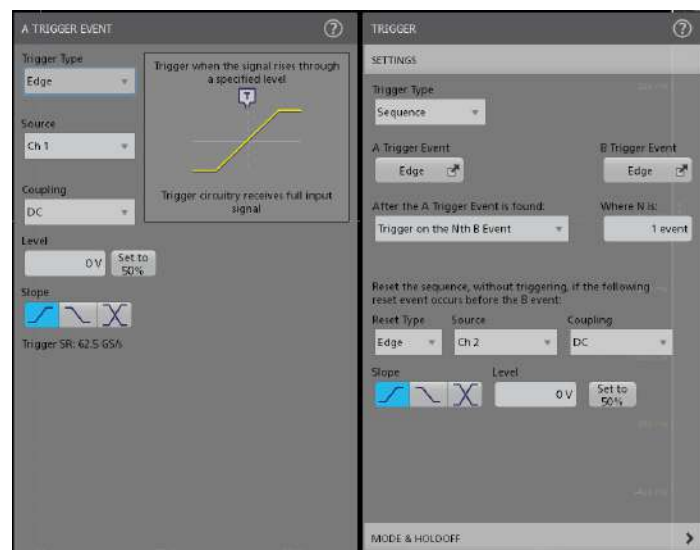 A TRIGGER EVENT
?
Trigger Type
Edge
Trigger when the signal rises through
a specified level
T
Trigger circuitry receives full input
signal
Source
Ch 1
Coupling
DC
Level
0 V
Set to
50%
Slope
Trigger SR: 62.5 GS/s
TRIGGER
?
SETTINGS
Trigger Type
Sequence
A Trigger Event
B Trigger Event
Edge
Edge
After the A Trigger Event is found:
Where N is:
Trigger on the Nth B Event
1 event
Reset the sequence, without triggering, if the following
reset event occurs before the B event:
Reset Type
Source
Coupling
Edge
Ch 2
DC
Slope
Level
0 V
Set to
50%
MODE & HOLDOFF